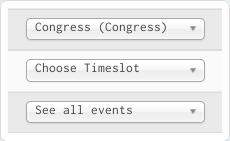 Congress (Congress)
Choose Timeslot
See all events